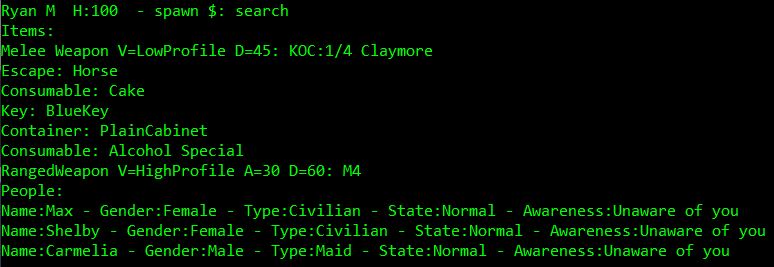 Ryan M  H:100  - spawn $: search
Items:
Melee Weapon V=LowProfile D=45: KOC:1/4 Claymore
Escape: Horse
Consumable: Cake
Key: BlueKey
Container: PlainCabinet
Consumable: Alcohol Special
RangedWeapon V=HighProfile A=30 D=60: M4
People:
Name:Max - Gender:Female - Type:Civilian - State:Normal - Awareness:Unaware of you
Name:Shelby - Gender:Female - Type:Civilian - State:Normal - Awareness:Unaware of you
Name:Carmelia - Gender:Male - Type:Maid - State:Normal - Awareness:Unaware of you